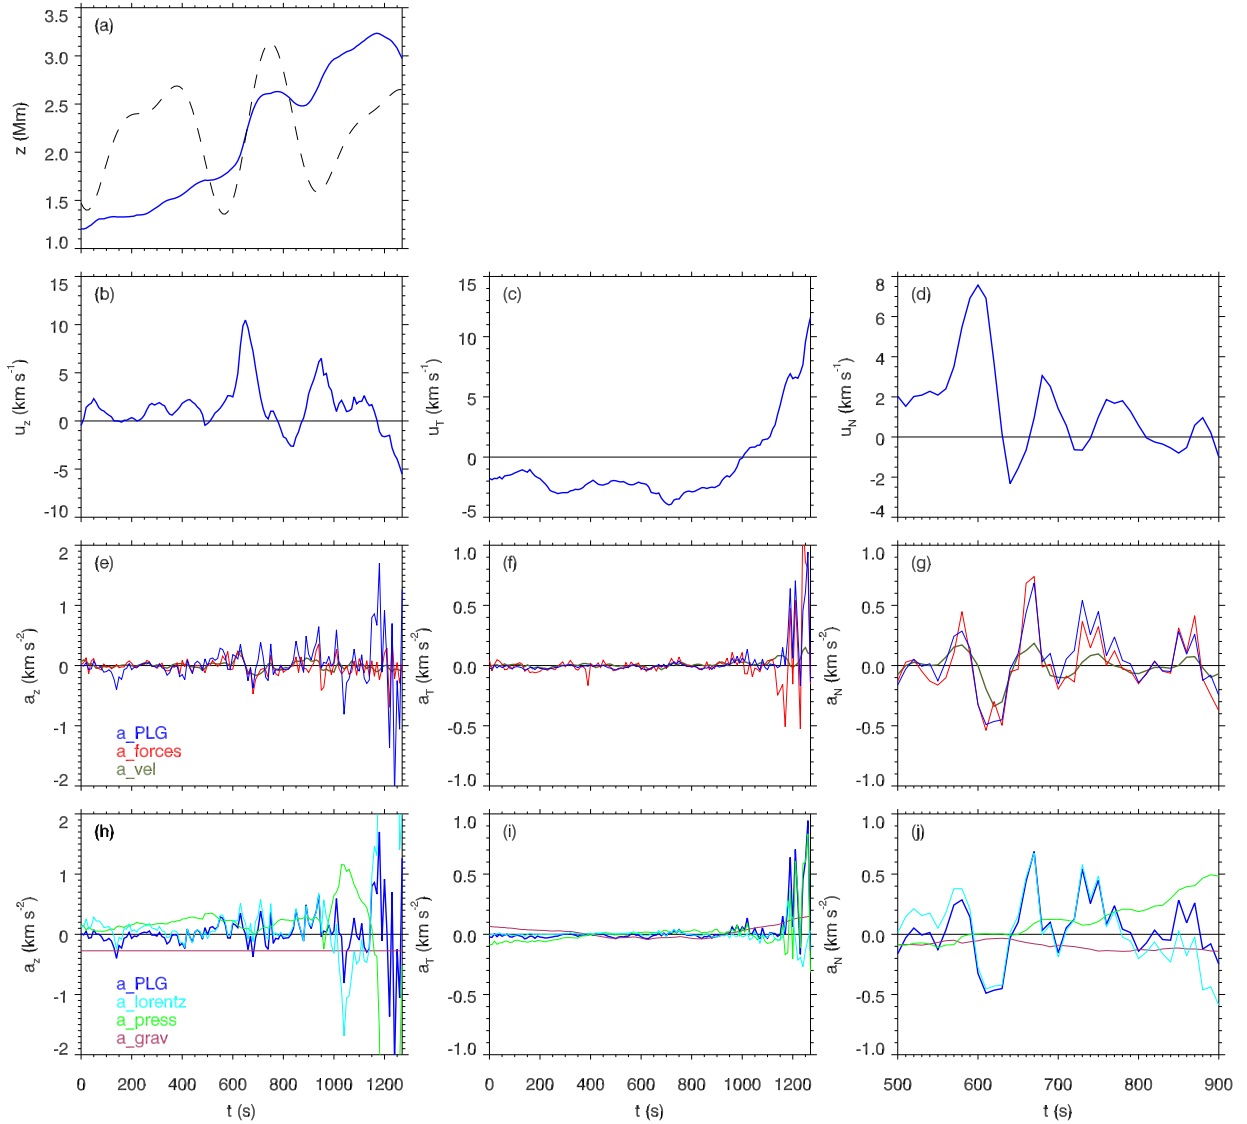 (a)
3.5
3.0
2.5
2.0
1.5
1.0
z (Mm)
0 200 400 600 800 1000 1200
(b)
15
10
5
0
-5
-10
u_z (km s⁻¹)
(c)
15
10
5
0
-5
u_T (km s⁻¹)
(d)
8
6
4
2
0
-2
-4
u_N (km s⁻¹)
(e)
2
1
0
-1
-2
a_z (km s⁻²)
a_PLG
a_forces
a_vel
(f)
1.0
0.5
0.0
-0.5
-1.0
a_T (km s⁻²)
(g)
1.0
0.5
0.0
-0.5
-1.0
a_N (km s⁻²)
(h)
2
1
0
-1
-2
a_z (km s⁻²)
a_PLG
a_lorentz
a_press
a_grav
0 200 400 600 800 1000 1200
t (s)
(i)
1.0
0.5
0.0
-0.5
-1.0
a_T (km s⁻²)
0 200 400 600 800 1000 1200
t (s)
(j)
1.0
0.5
0.0
-0.5
-1.0
a_N (km s⁻²)
500 600 700 800 900
t (s)